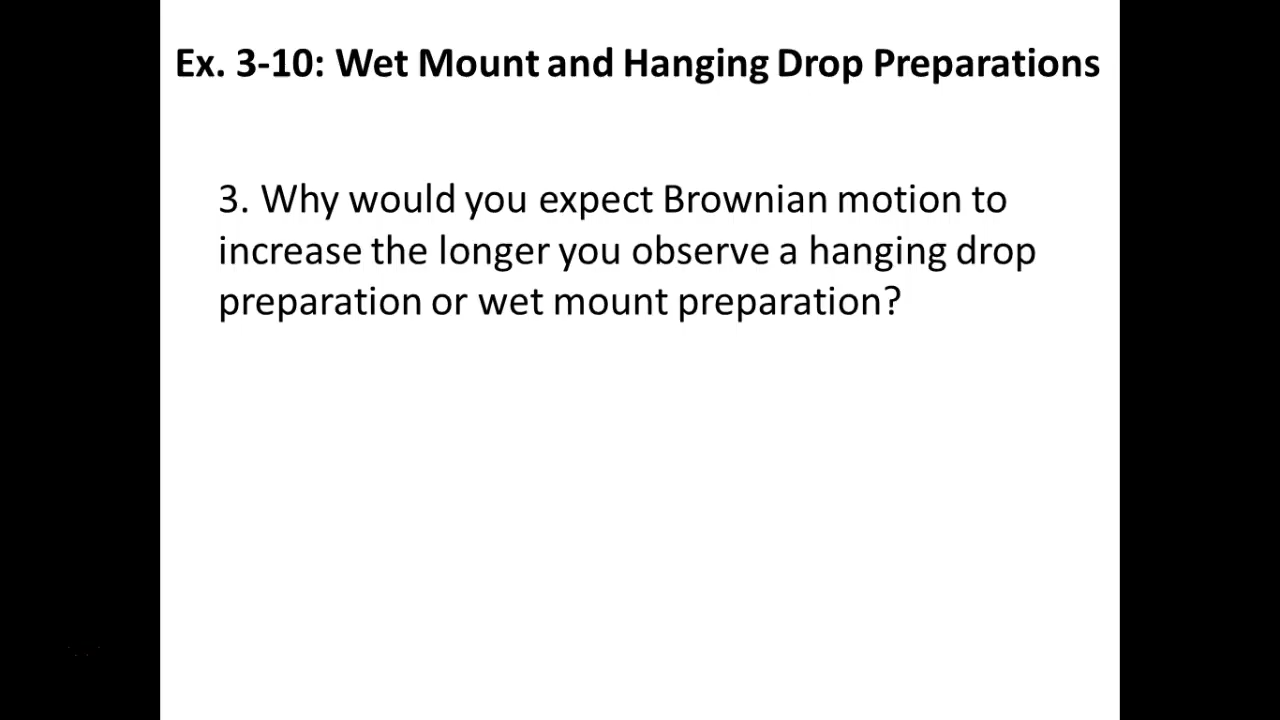 Ex. 3-10: Wet Mount and Hanging Drop Preparations
3. Why would you expect Brownian motion to
increase the longer you observe a hanging drop
preparation or wet mount preparation?